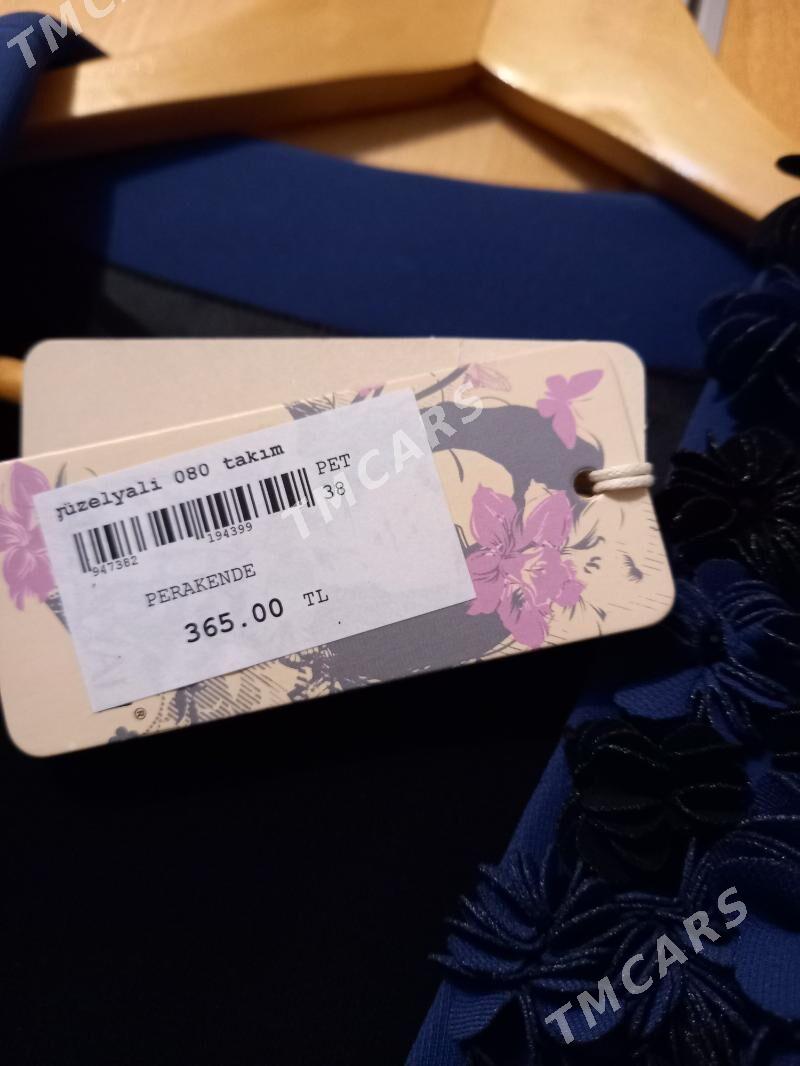 TMCARS
güzelyali 080 takım
PET
38
947382
194399
TMCARS
PERAKENDE
365.00 TL
®
TMCARS